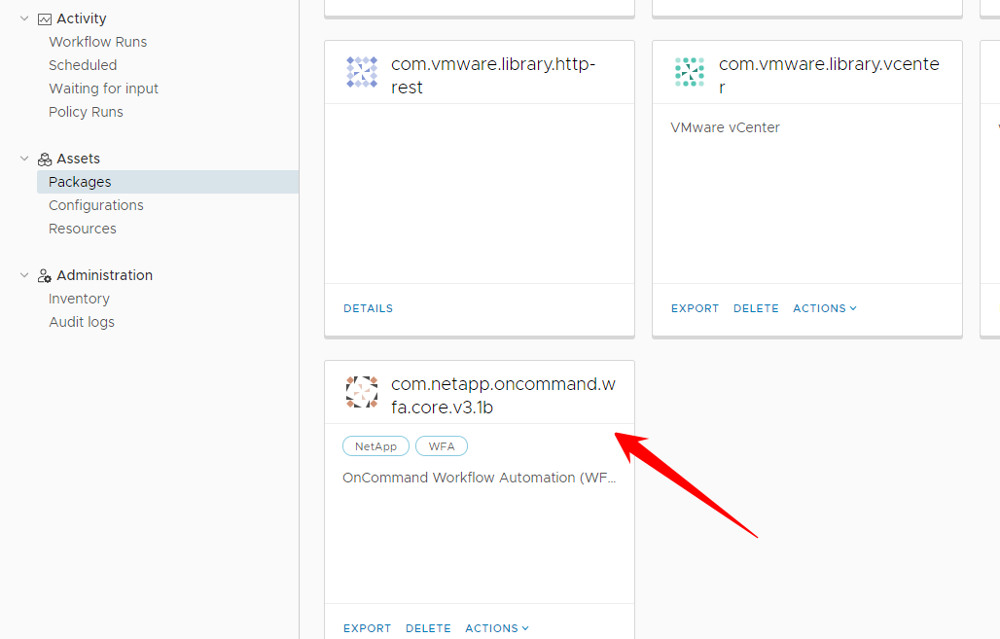 Activity
Workflow Runs
Scheduled
Waiting for input
Policy Runs
Assets
Packages
Configurations
Resources
Administration
Inventory
Audit logs
com.vmware.library.http-
rest
DETAILS
com.vmware.library.vcente
r
VMware vCenter
EXPORT DELETE ACTIONS
com.netapp.oncommand.w
fa.core.v3.1b
NetApp WFA
OnCommand Workflow Automation (WF...
EXPORT DELETE ACTIONS